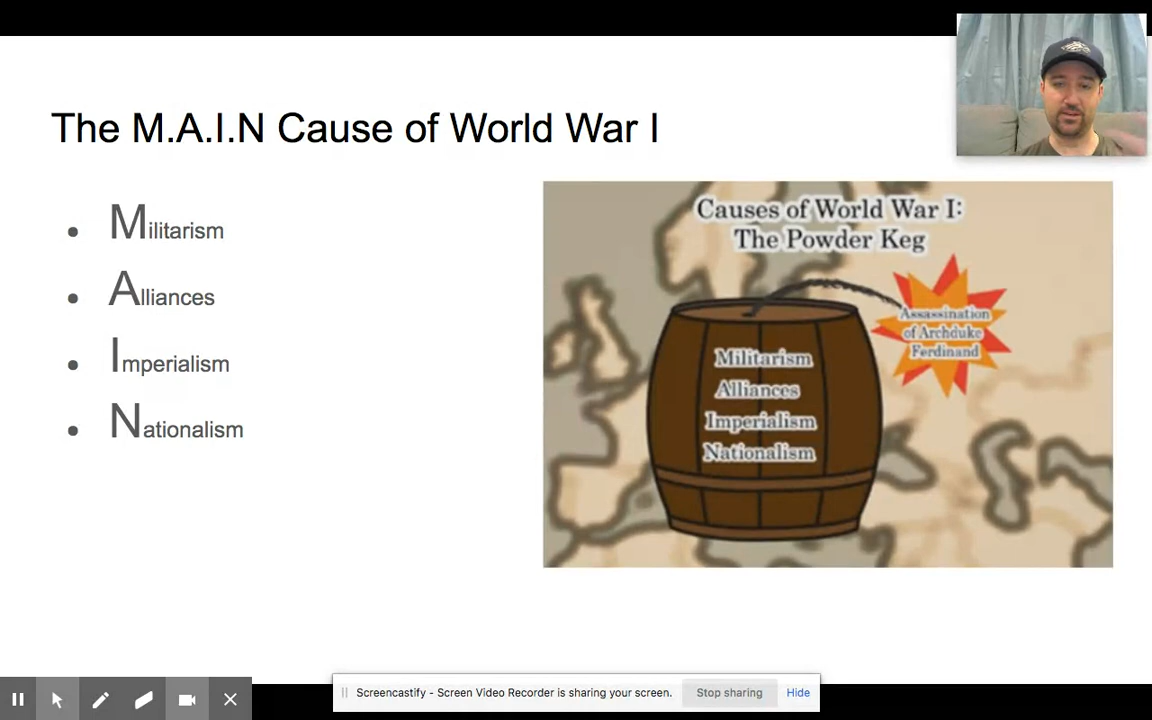 The M.A.I.N Cause of World War I
Militarism
Alliances
Imperialism
Nationalism
Causes of World War I:
The Powder Keg
Assassination
of Archduke
Ferdinand
Militarism
Alliances
Imperialism
Nationalism
Screencastify - Screen Video Recorder is sharing your screen. Stop sharing Hide